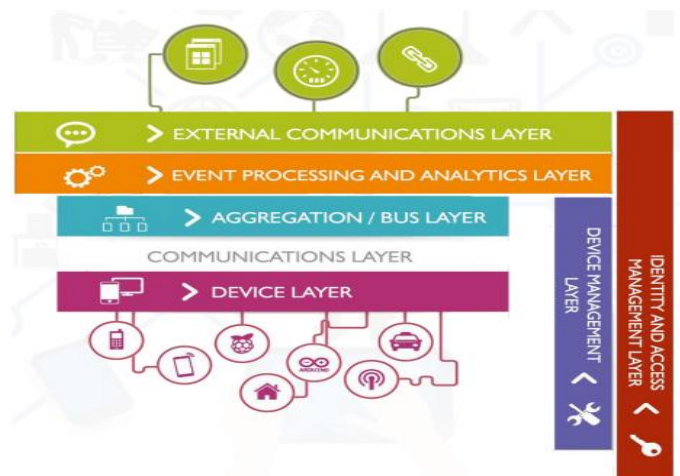 EXTERNAL COMMUNICATIONS LAYER
EVENT PROCESSING AND ANALYTICS LAYER
AGGREGATION / BUS LAYER
COMMUNICATIONS LAYER
DEVICE LAYER
ARDUINO
DEVICE MANAGEMENT
LAYER
IDENTITY AND ACCESS
MANAGEMENT LAYER